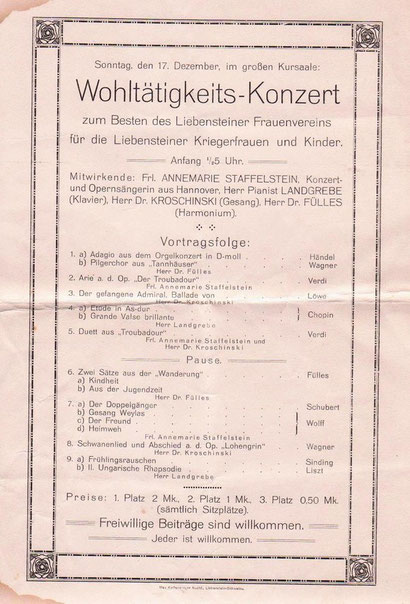 Sonntag, den 17. Dezember, im großen Kursaale:
Wohltätigkeits-Konzert
zum Besten des Liebensteiner Frauenvereins
für die Liebensteiner Kriegerfrauen und Kinder.
Anfang ½5 Uhr.
Mitwirkende: Frl. ANNEMARIE STAFFELSTEIN, Konzert-
und Opernsängerin aus Hannover, Herr Pianist LANDGREBE
(Klavier), Herr Dr. KROSCHINSKI (Gesang), Herr Dr. FÜLLES
(Harmonium).
Vortragsfolge:
1. a) Adagio aus dem Orgelkonzert in D-moll . . . Händel
b) Pilgerchor aus „Tannhäuser“ . . . Wagner
Herr Dr. Fülles
2. Arie a. d. Op. „Der Troubadour“ . . . Verdi
Frl. Annemarie Staffelstein
3. Der gefangene Admiral. Ballade von . . . Löwe
Herr Dr. Kroschinski
4. a) Etude in As-dur . . .
b) Grande Valse brillante . . . Chopin
Herr Landgrebe
5. Duett aus „Troubadour“ . . . Verdi
Frl. Annemarie Staffelstein und
Herr Dr. Kroschinski
Pause.
6. Zwei Sätze aus der „Wanderung“ . . . Fülles
a) Kindheit
b) Aus der Jugendzeit
Herr Dr. Fülles
7. a) Der Doppelgänger . . . Schubert
b) Gesang Weylas . . .
c) Der Freund . . . Wolff
d) Heimweh . . .
Frl. Annemarie Staffelstein
8. Schwanenlied und Abschied a. d. Op. „Lohengrin“ . . . Wagner
Herr Dr. Kroschinski
9. a) Frühlingsrauschen . . . Sinding
b) II. Ungarische Rhapsodie . . . Liszt
Herr Landgrebe
Preise: 1. Platz 2 Mk., 2. Platz 1 Mk., 3. Platz 0.50 Mk.
(sämtlich Sitzplätze).
Freiwillige Beiträge sind willkommen.
Jeder ist willkommen.